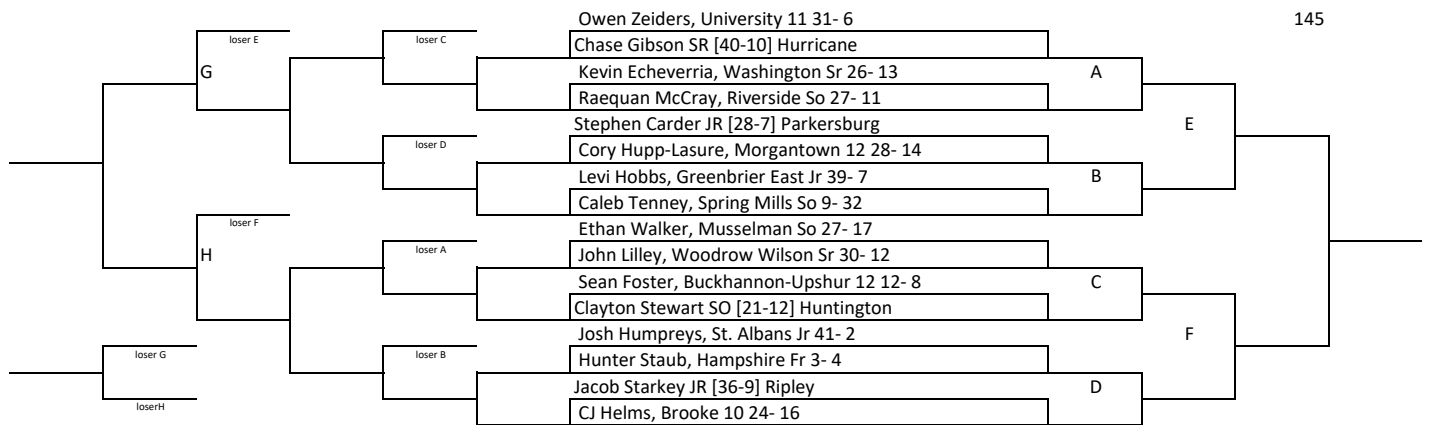 Owen Zeiders, University 11 31- 6
145
loser E
loser C
Chase Gibson SR [40-10] Hurricane
G
Kevin Echeverria, Washington Sr 26- 13
A
Raequan McCray, Riverside So 27- 11
Stephen Carder JR [28-7] Parkersburg
E
loser D
Cory Hupp-Lasure, Morgantown 12 28- 14
Levi Hobbs, Greenbrier East Jr 39- 7
B
Caleb Tenney, Spring Mills So 9- 32
loser F
Ethan Walker, Musselman So 27- 17
H
loser A
John Lilley, Woodrow Wilson Sr 30- 12
Sean Foster, Buckhannon-Upshur 12 12- 8
C
Clayton Stewart SO [21-12] Huntington
Josh Humpreys, St. Albans Jr 41- 2
F
loser G
loser B
Hunter Staub, Hampshire Fr 3- 4
Jacob Starkey JR [36-9] Ripley
D
loserH
CJ Helms, Brooke 10 24- 16